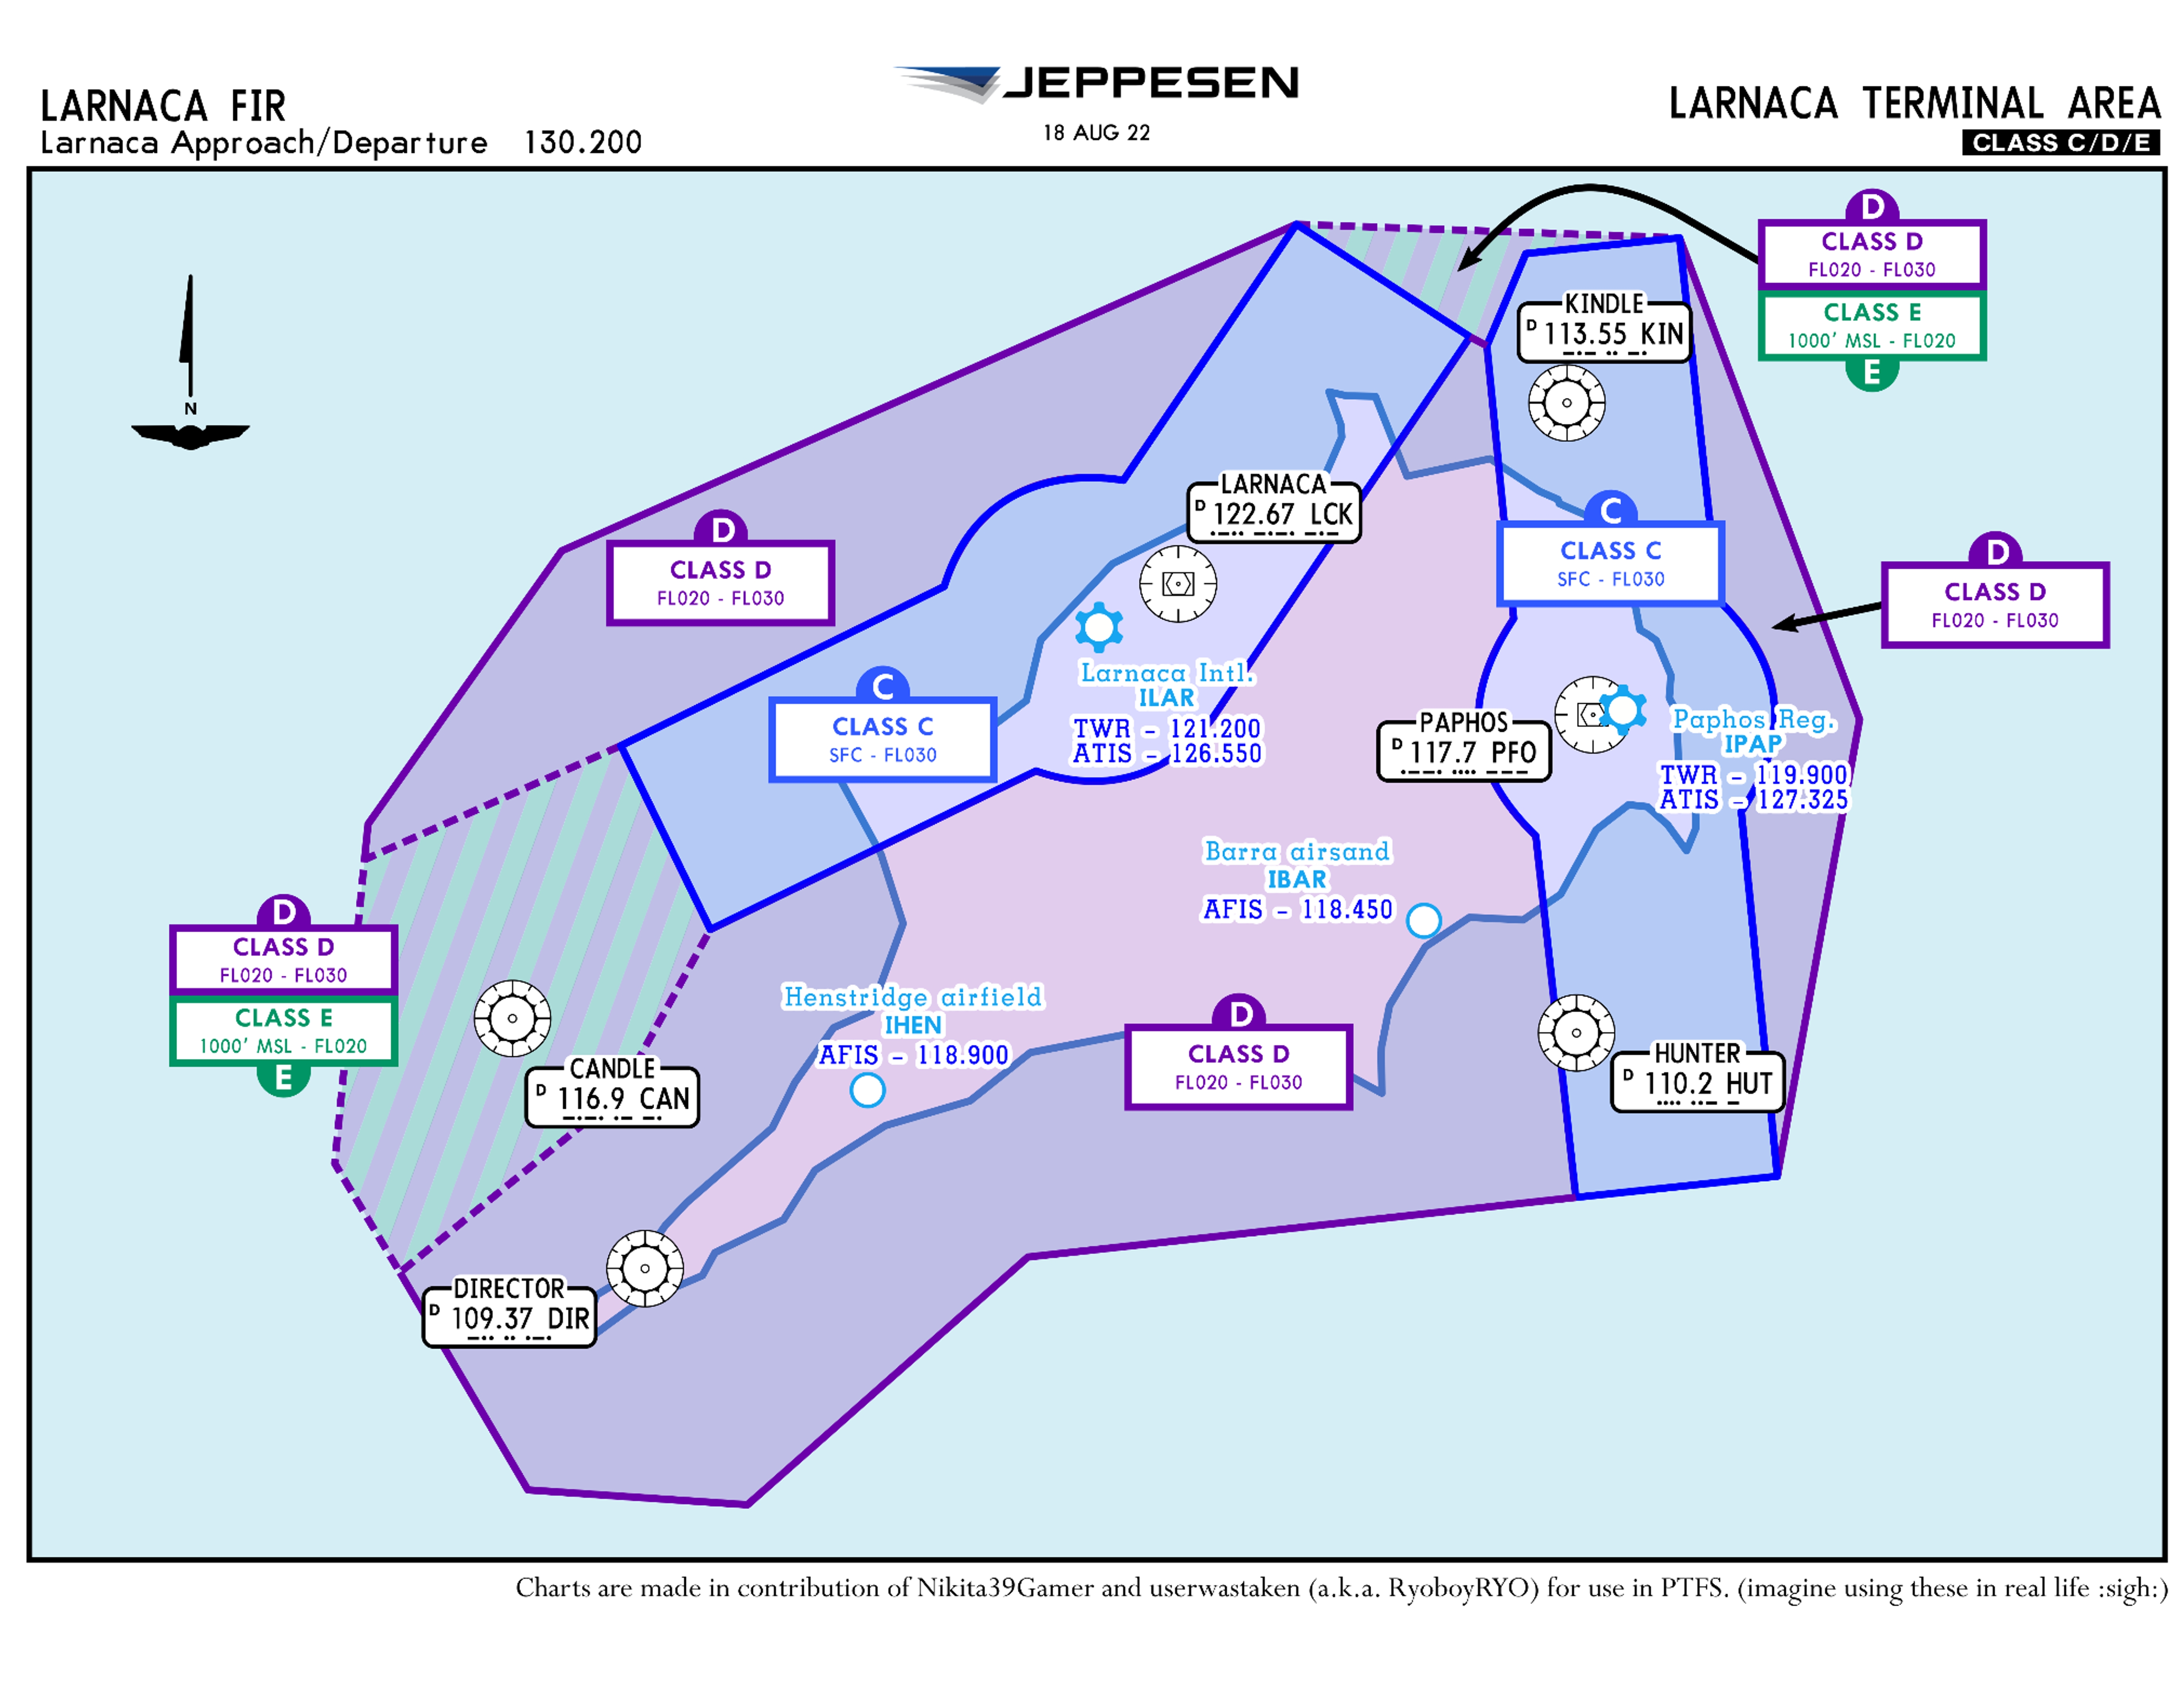 JEPPESEN
18 AUG 22
LARNACA FIR
Larnaca Approach/Departure 130.200
LARNACA TERMINAL AREA
CLASS C/D/E
D
CLASS D
FL020 - FL030
CLASS E
1000' MSL - FL020
E
N
KINDLE
D 113.55 KIN
LARNACA
D 122.67 LCK
D
CLASS D
FL020 - FL030
C
CLASS C
SFC - FL030
D
CLASS D
FL020 - FL030
Larnaca Intl.
ILAR
TWR - 121.200
ATIS - 126.550
C
CLASS C
SFC - FL030
PAPHOS
D 117.7 PFO
Paphos Reg.
IPAP
TWR - 119.900
ATIS - 127.325
Barra airsand
IBAR
AFIS - 118.450
D
CLASS D
FL020 - FL030
CLASS E
1000' MSL - FL020
E
Henstridge airfield
IHEN
AFIS - 118.900
CANDLE
D 116.9 CAN
D
CLASS D
FL020 - FL030
HUNTER
D 110.2 HUT
DIRECTOR
D 109.37 DIR
Charts are made in contribution of Nikita39Gamer and userwastaken (a.k.a. RyoboyRYO) for use in PTFS. (imagine using these in real life :sigh:)